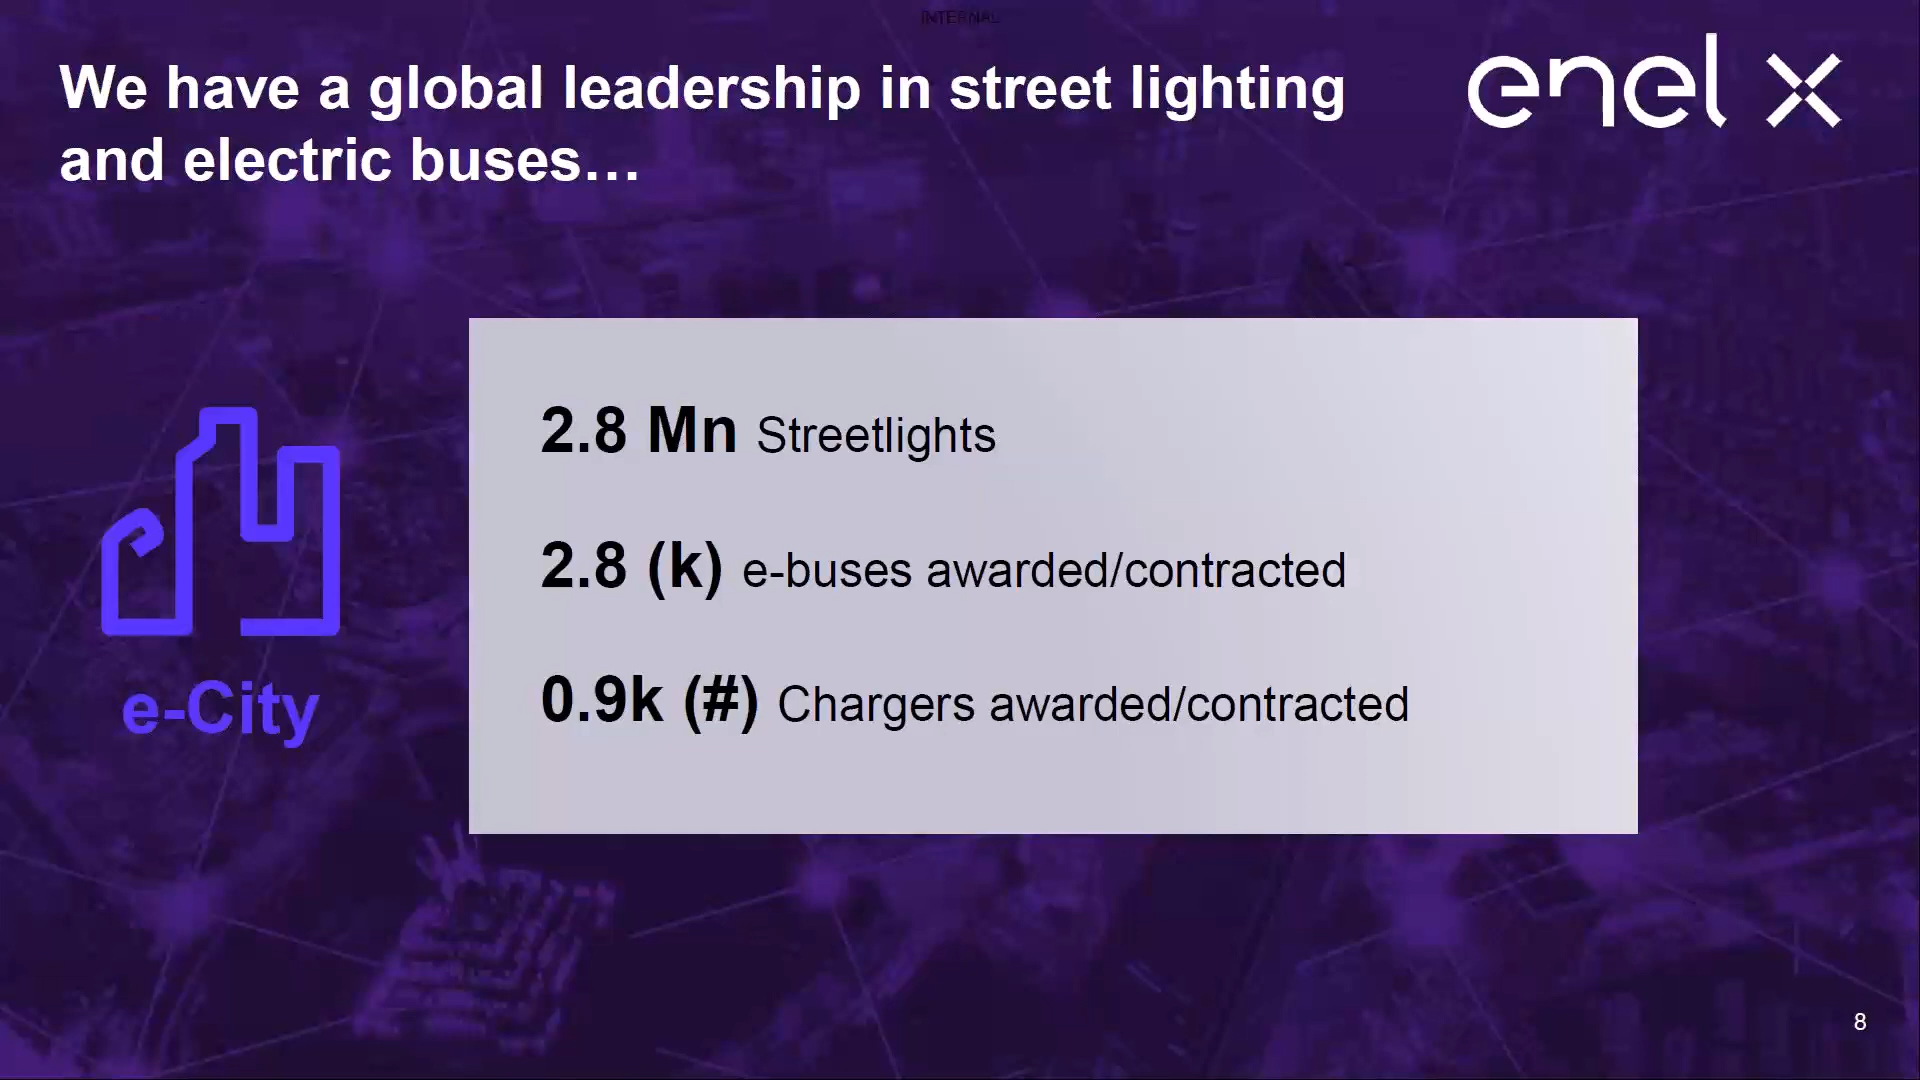 INTERNAL
We have a global leadership in street lighting
and electric buses…
enel x
2.8 Mn Streetlights
2.8 (k) e-buses awarded/contracted
0.9k (#) Chargers awarded/contracted
e-City
8